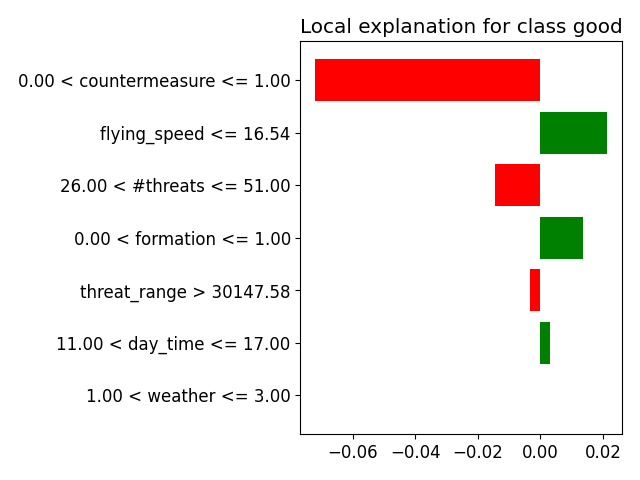 Local explanation for class good
0.00 < countermeasure <= 1.00
flying_speed <= 16.54
26.00 < #threats <= 51.00
0.00 < formation <= 1.00
threat_range > 30147.58
11.00 < day_time <= 17.00
1.00 < weather <= 3.00
−0.06 −0.04 −0.02 0.00 0.02